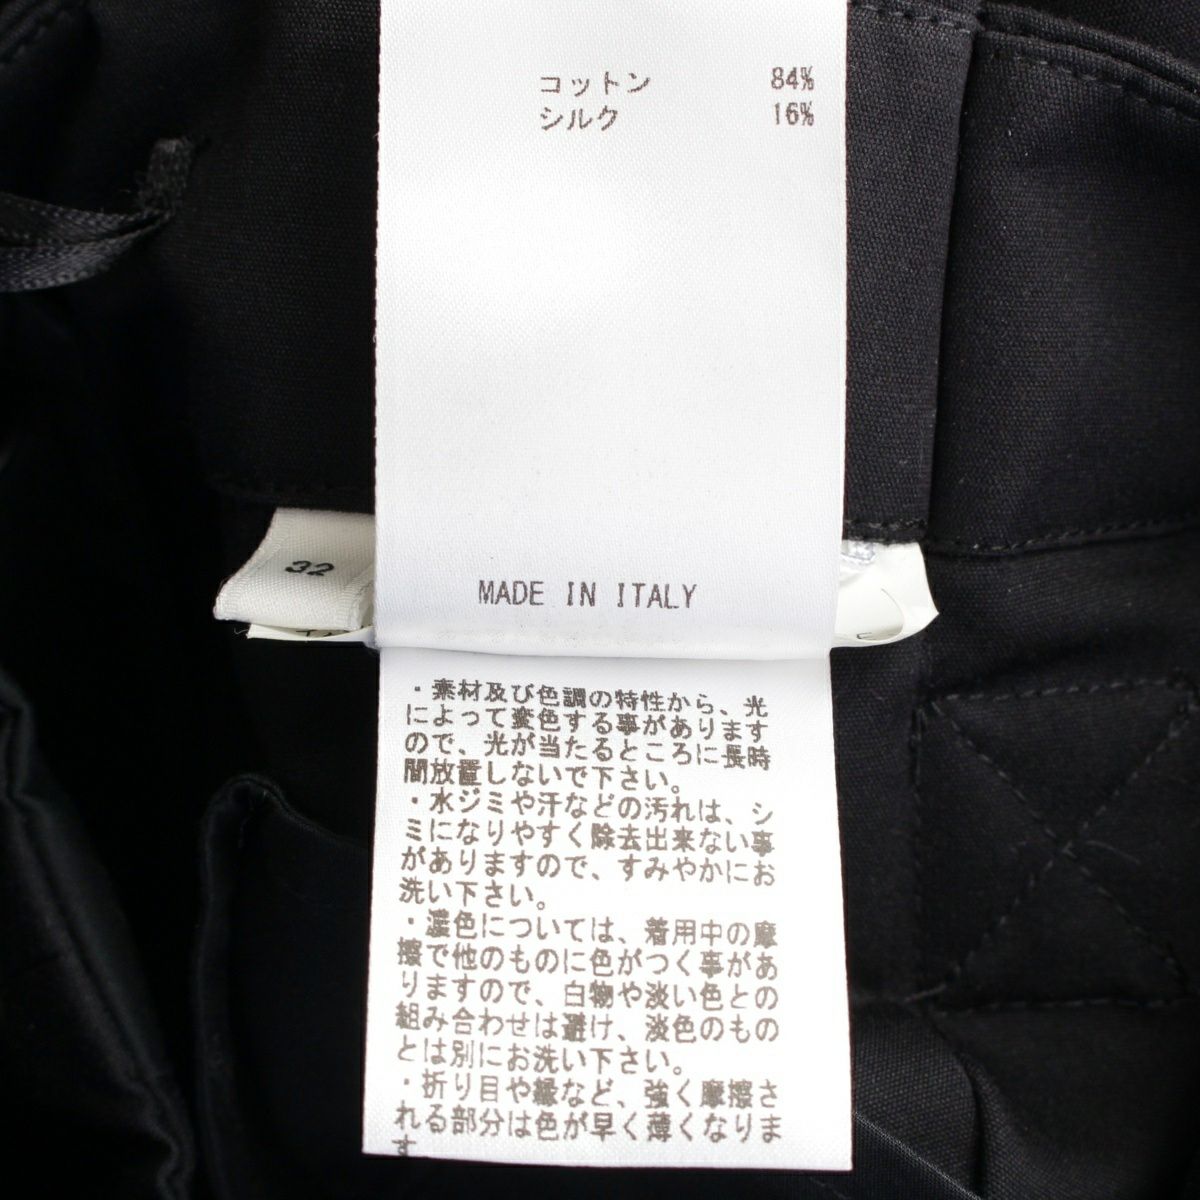 コットン 84%
シルク 16%
32
MADE IN ITALY
・素材及び色調の特性から、光
によって変色する事があります
ので、光が当たるところに長時
間放置しないで下さい。
・水ジミや汗などの汚れは、シ
ミになりやすく除去出来ない事
がありますので、すみやかにお
洗い下さい。
・濃色については、着用中の摩
擦で他のものに色がつく事があ
りますので、白物や淡い色との
組み合わせは避け、淡色のもの
とは別にお洗い下さい。
・折り目や縁など、強く摩擦さ
れる部分は色が早く薄くなりま
す